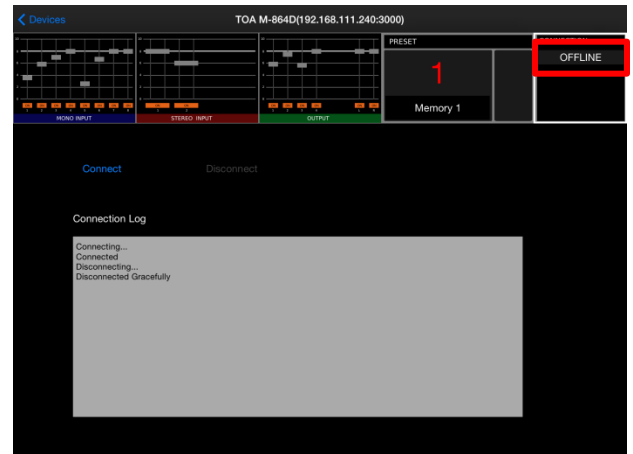 Devices
TOA M-864D(192.168.111.240:3000)
MONO INPUT
STEREO INPUT
OUTPUT
PRESET
1
Memory 1
OFFLINE
Connect
Disconnect
Connection Log
Connecting...
Connected
Disconnecting...
Disconnected Gracefully